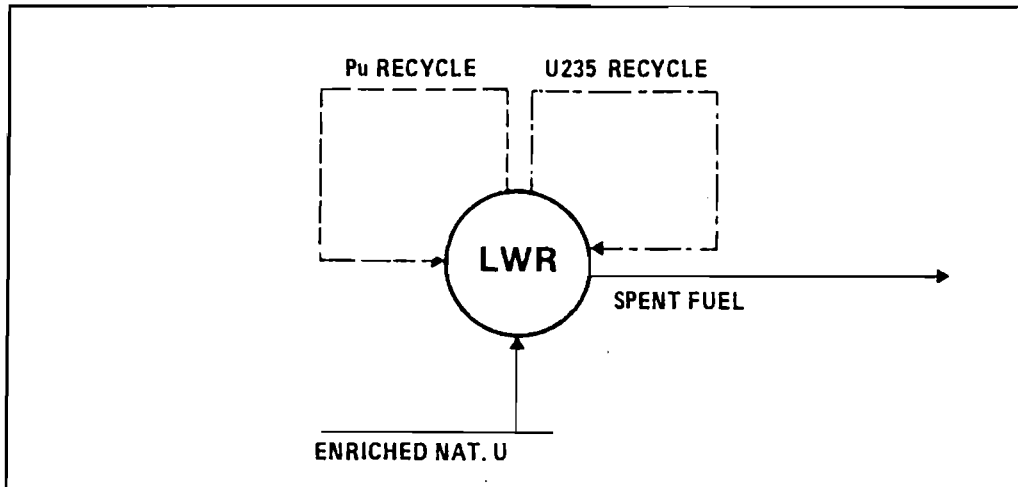 Pu RECYCLE
U235 RECYCLE
LWR
SPENT FUEL
ENRICHED NAT. U